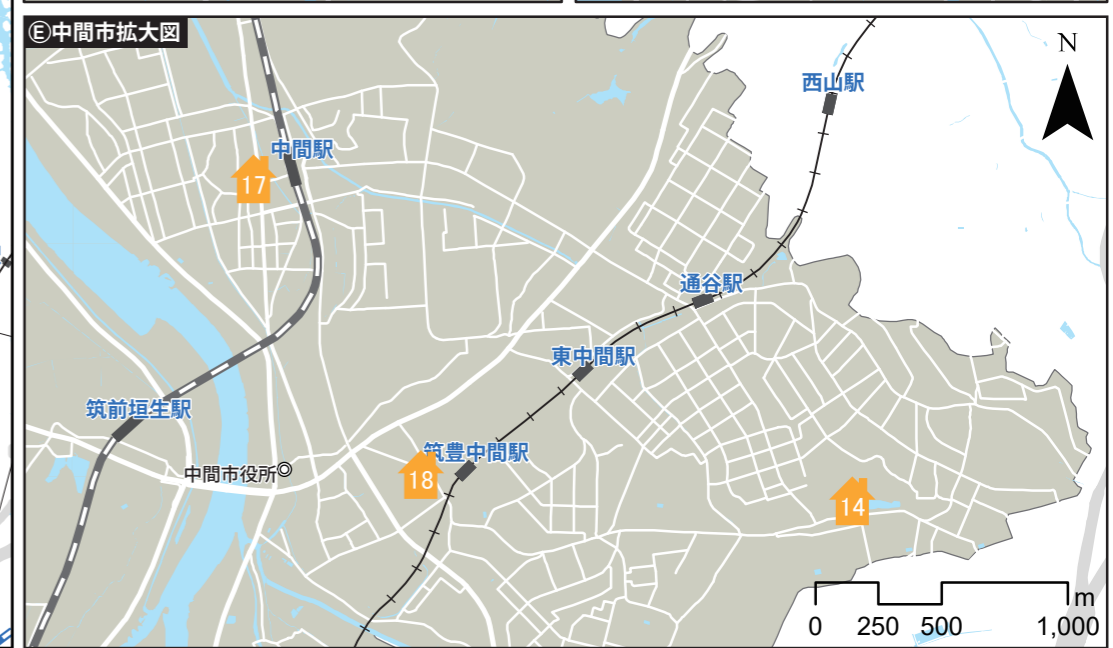 Ⓔ中間市拡大図
N
西山駅
中間駅
17
通谷駅
東中間駅
筑前垣生駅
筑豊中間駅
中間市役所
18
14
m
0 250 500 1,000